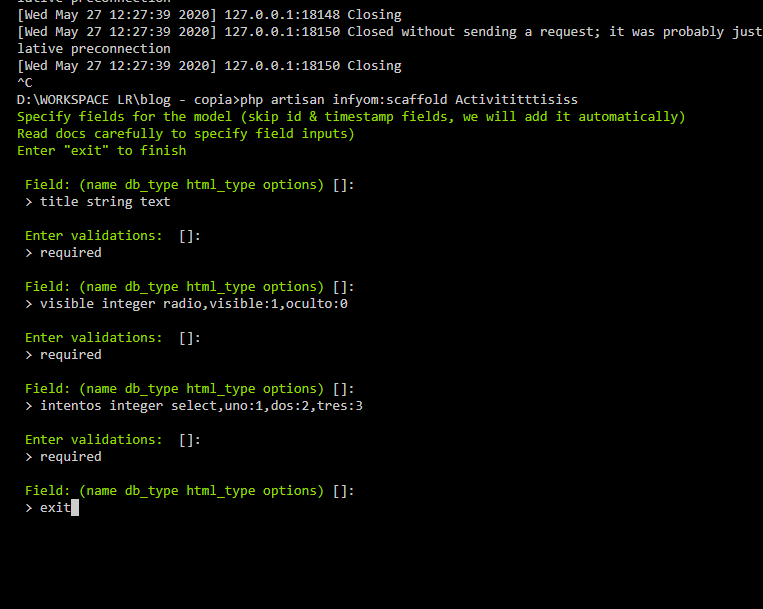 lative preconnection
[Wed May 27 12:27:39 2020] 127.0.0.1:18148 Closing
[Wed May 27 12:27:39 2020] 127.0.0.1:18150 Closed without sending a request; it was probably just
lative preconnection
[Wed May 27 12:27:39 2020] 127.0.0.1:18150 Closing
^C
D:\WORKSPACE LR\blog - copia>php artisan infyom:scaffold Activititttisiss
Specify fields for the model (skip id & timestamp fields, we will add it automatically)
Read docs carefully to specify field inputs)
Enter "exit" to finish
Field: (name db_type html_type options) []:
> title string text
Enter validations:  []:
> required
Field: (name db_type html_type options) []:
> visible integer radio,visible:1,oculto:0
Enter validations:  []:
> required
Field: (name db_type html_type options) []:
> intentos integer select,uno:1,dos:2,tres:3
Enter validations:  []:
> required
Field: (name db_type html_type options) []:
> exit